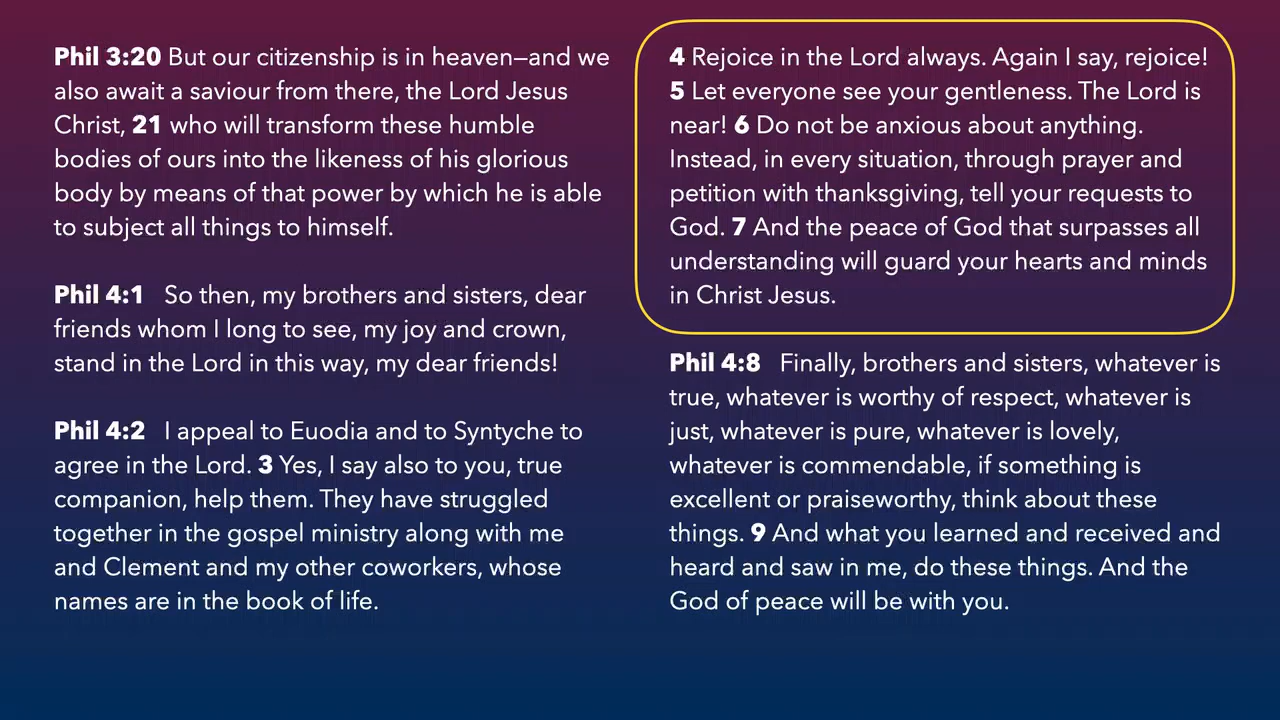 Phil 3:20 But our citizenship is in heaven–and we
also await a saviour from there, the Lord Jesus
Christ, 21 who will transform these humble
bodies of ours into the likeness of his glorious
body by means of that power by which he is able
to subject all things to himself.
Phil 4:1 So then, my brothers and sisters, dear
friends whom I long to see, my joy and crown,
stand in the Lord in this way, my dear friends!
Phil 4:2 I appeal to Euodia and to Syntyche to
agree in the Lord. 3 Yes, I say also to you, true
companion, help them. They have struggled
together in the gospel ministry along with me
and Clement and my other coworkers, whose
names are in the book of life.
4 Rejoice in the Lord always. Again I say, rejoice!
5 Let everyone see your gentleness. The Lord is
near! 6 Do not be anxious about anything.
Instead, in every situation, through prayer and
petition with thanksgiving, tell your requests to
God. 7 And the peace of God that surpasses all
understanding will guard your hearts and minds
in Christ Jesus.
Phil 4:8 Finally, brothers and sisters, whatever is
true, whatever is worthy of respect, whatever is
just, whatever is pure, whatever is lovely,
whatever is commendable, if something is
excellent or praiseworthy, think about these
things. 9 And what you learned and received and
heard and saw in me, do these things. And the
God of peace will be with you.